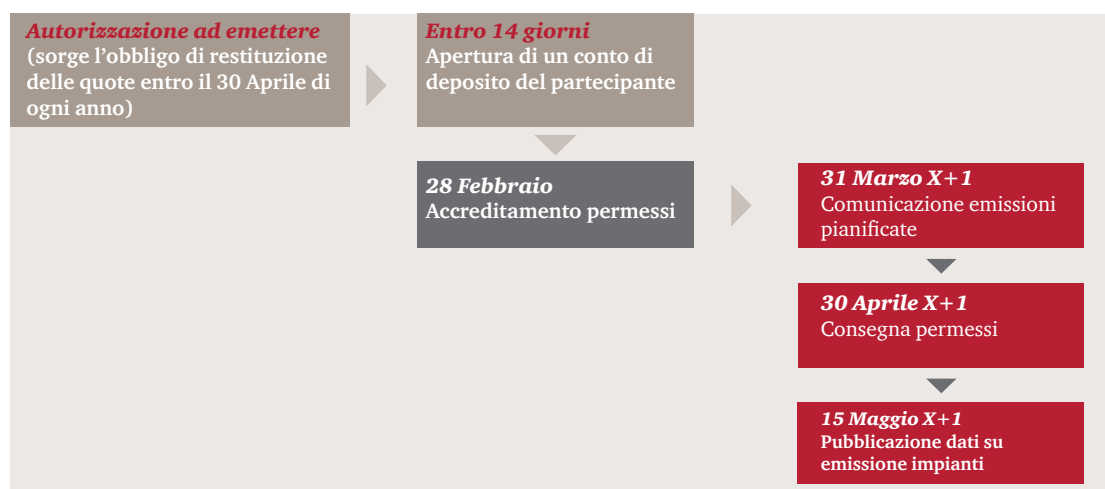 Autorizzazione ad emettere
(sorge l’obbligo di restituzione
delle quote entro il 30 Aprile di
ogni anno)
Entro 14 giorni
Apertura di un conto di
deposito del partecipante
28 Febbraio
Accreditamento permessi
31 Marzo X+1
Comunicazione emissioni
pianificate
30 Aprile X+1
Consegna permessi
15 Maggio X+1
Pubblicazione dati su
emissione impianti